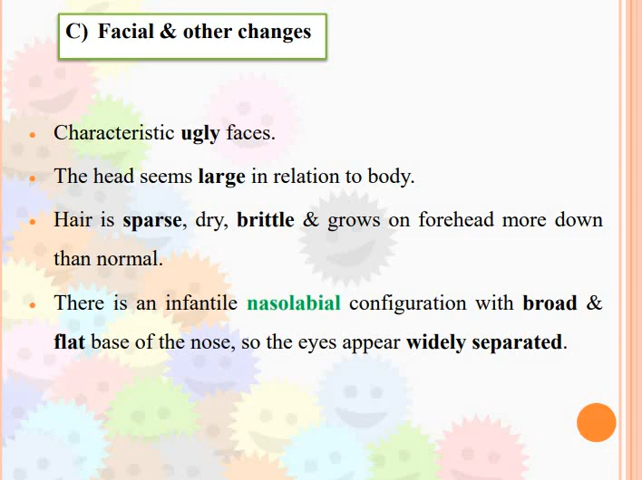 C) Facial & other changes
• Characteristic ugly faces.
• The head seems large in relation to body.
• Hair is sparse, dry, brittle & grows on forehead more down
than normal.
• There is an infantile nasolabial configuration with broad &
flat base of the nose, so the eyes appear widely separated.